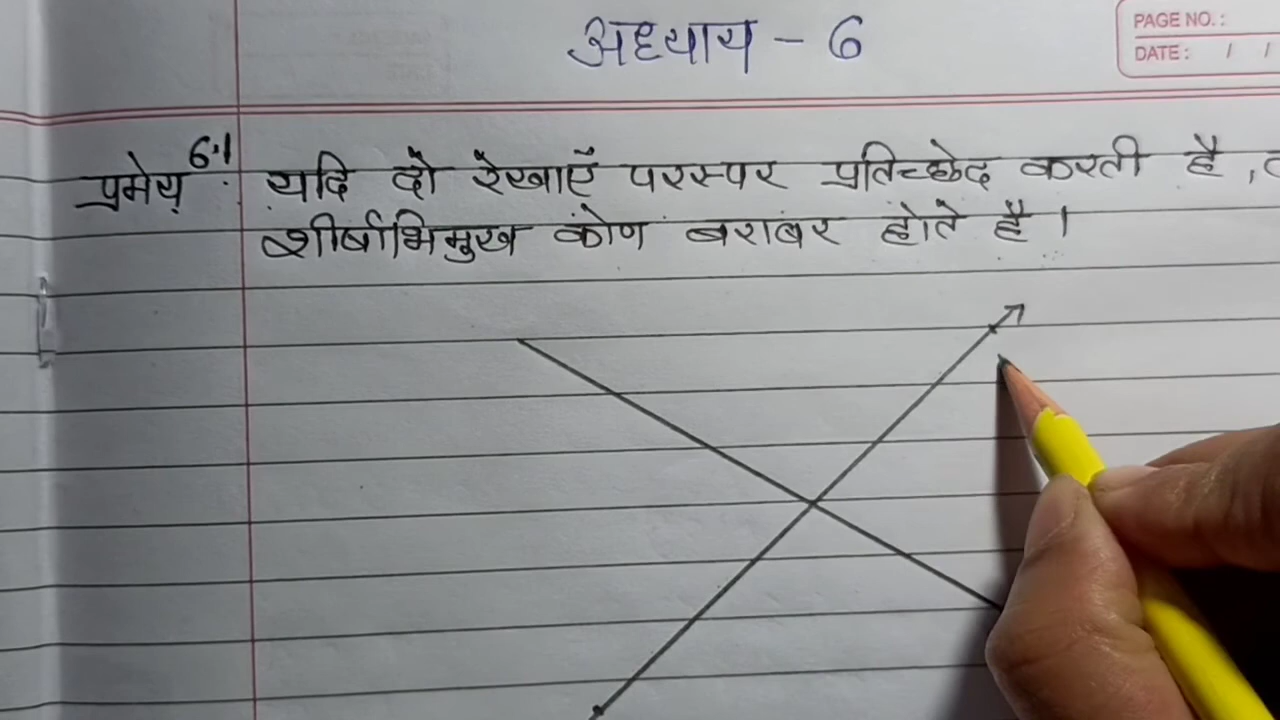 अध्याय - 6
PAGE NO.:
DATE: / /
प्रमेय 6.1 यदि दो रेखाएँ परस्पर प्रतिच्छेद करती है,
शीर्षाभिमुख कोण बराबर होते है।